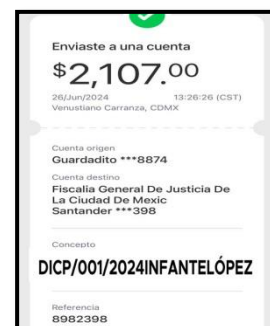 Enviaste a una cuenta
$2,107.00
26/Jun/2024 13:26:26 (CST)
Venustiano Carranza, CDMX
Cuenta origen
Guardadito ***8874
Cuenta destino
Fiscalia General De Justicia De
La Ciudad De Mexic
Santander ***398
Concepto
DICP/001/2024INFANTELÓPEZ
Referencia
8982398